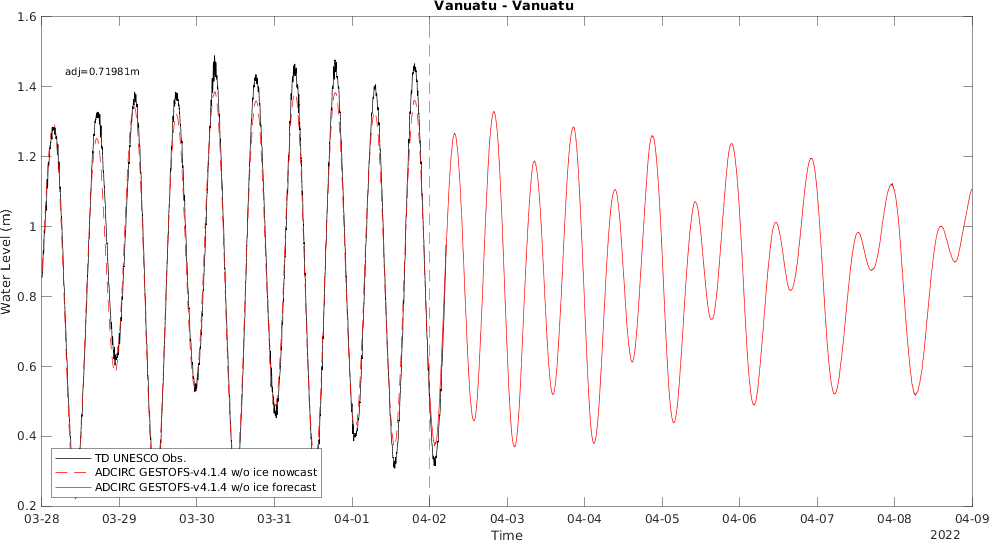 Vanuatu - Vanuatu
adj=0.71981m
Water Level (m)
1.6
1.4
1.2
1
0.8
0.6
0.4
0.2
TD UNESCO Obs.
ADCIRC GESTOFS-v4.1.4 w/o ice nowcast
ADCIRC GESTOFS-v4.1.4 w/o ice forecast
03-28 03-29 03-30 03-31 04-01 04-02 04-03 04-04 04-05 04-06 04-07 04-08 04-09
Time
2022